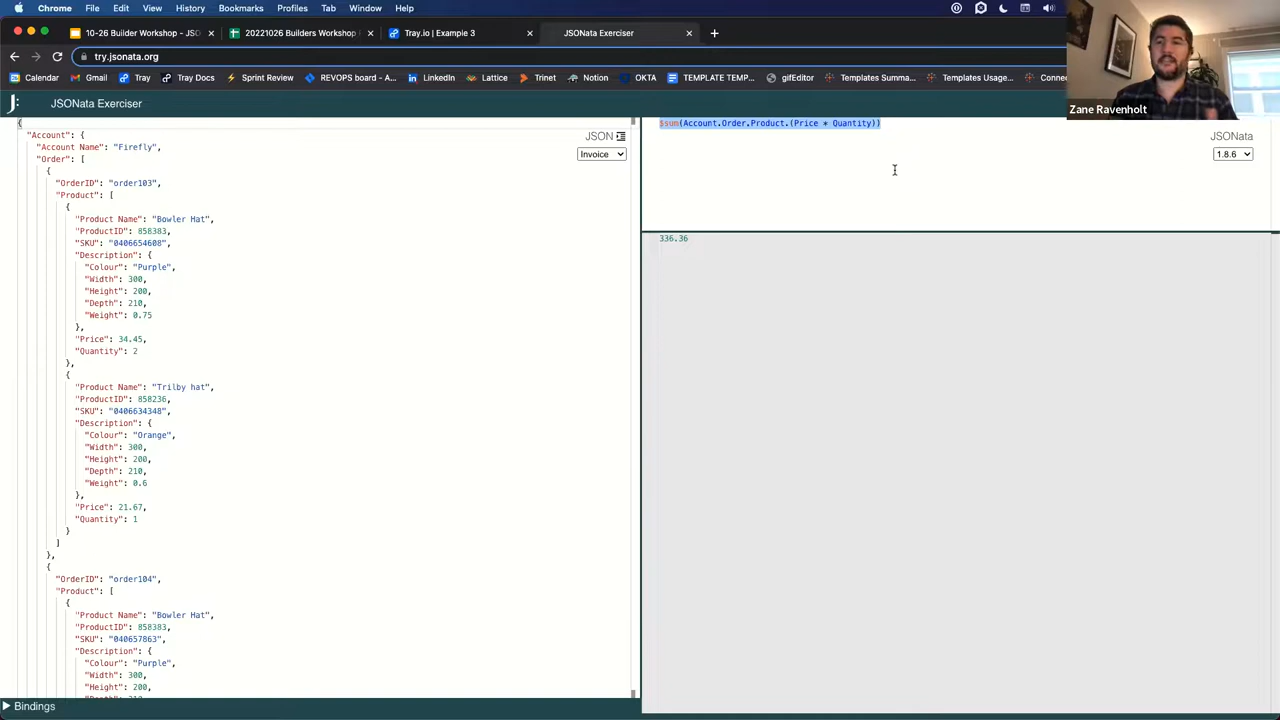 Chrome File Edit View History Bookmarks Profiles Tab Window Help
10-26 Builder Workshop - JSO
20221026 Builders Workshop
Tray.io | Example 3
JSONata Exerciser
try.jsonata.org
Calendar Gmail Tray Tray Docs Sprint Review REVOPS board - A... LinkedIn Lattice Trinet Notion OKTA TEMPLATE TEMP... gifEditor Templates Summa... Templates Usage... Conne
Zane Ravenholt
J: JSONata Exerciser
{
"Account": {
"Account Name": "Firefly",
"Order": [
{
"OrderID": "order103",
"Product": [
{
"Product Name": "Bowler Hat",
"ProductID": 858383,
"SKU": "0406654608",
"Description": {
"Colour": "Purple",
"Width": 300,
"Height": 200,
"Depth": 210,
"Weight": 0.75
},
"Price": 34.45,
"Quantity": 2
},
{
"Product Name": "Trilby hat",
"ProductID": 858236,
"SKU": "0406634348",
"Description": {
"Colour": "Orange",
"Width": 300,
"Height": 200,
"Depth": 210,
"Weight": 0.6
},
"Price": 21.67,
"Quantity": 1
}
]
},
{
"OrderID": "order104",
"Product": [
{
"Product Name": "Bowler Hat",
"ProductID": 858383,
"SKU": "040657863",
"Description": {
"Colour": "Purple",
"Width": 300,
"Height": 200,
JSON
Invoice
$sum(Account.Order.Product.(Price * Quantity))
JSONata
1.8.6
336.36
Bindings